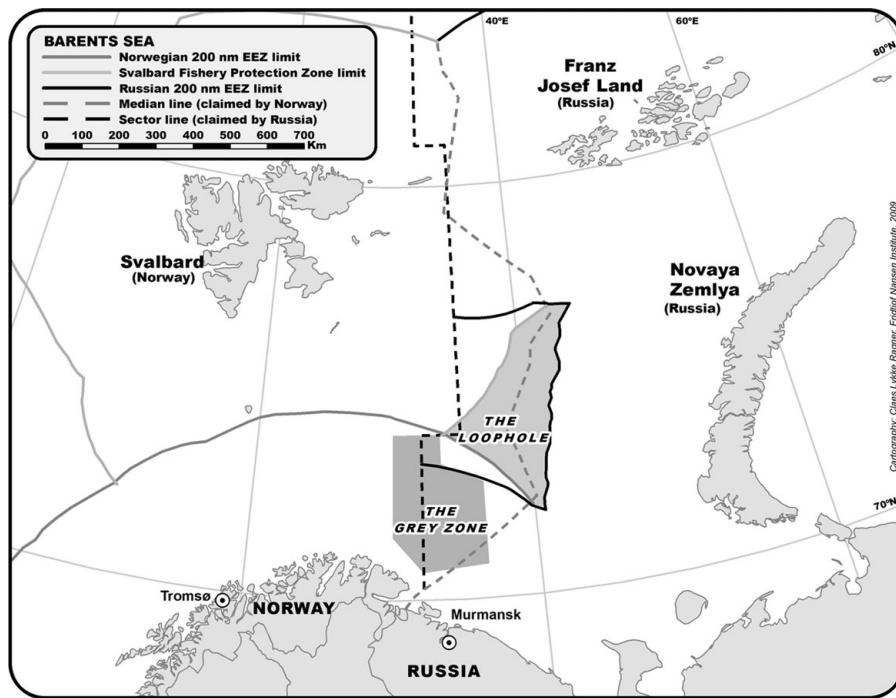 BARENTS SEA
Norwegian 200 nm EEZ limit
Svalbard Fishery Protection Zone limit
Russian 200 nm EEZ limit
Median line (claimed by Norway)
Sector line (claimed by Russia)
0 100 200 300 400 500 600 700
Km
40°E
60°E
80°N
Franz
Josef Land
(Russia)
Svalbard
(Norway)
Novaya
Zemlya
(Russia)
THE
LOOPHOLE
THE
GREY ZONE
70°N
Tromsø
NORWAY
Murmansk
RUSSIA
Cartography: Claes Lykke Ragner, Fridtjof Nansen Institute, 2009